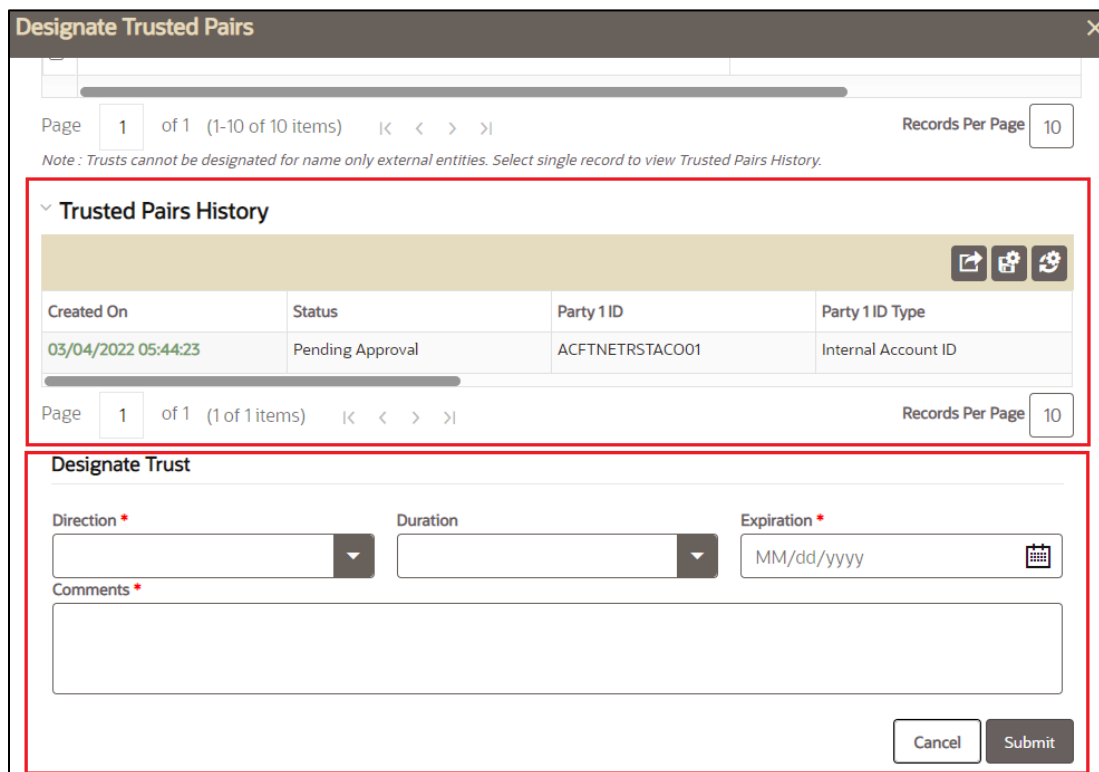 Designate Trusted Pairs
Page 1 of 1 (1-10 of 10 items) Records Per Page 10
Note : Trusts cannot be designated for name only external entities. Select single record to view Trusted Pairs History.
Trusted Pairs History
Created On Status Party 1 ID Party 1 ID Type
03/04/2022 05:44:23 Pending Approval ACFTNETRSTACO01 Internal Account ID
Page 1 of 1 (1 of 1 items) Records Per Page 10
Designate Trust
Direction * Duration Expiration *
MM/dd/yyyy
Comments *
Cancel Submit